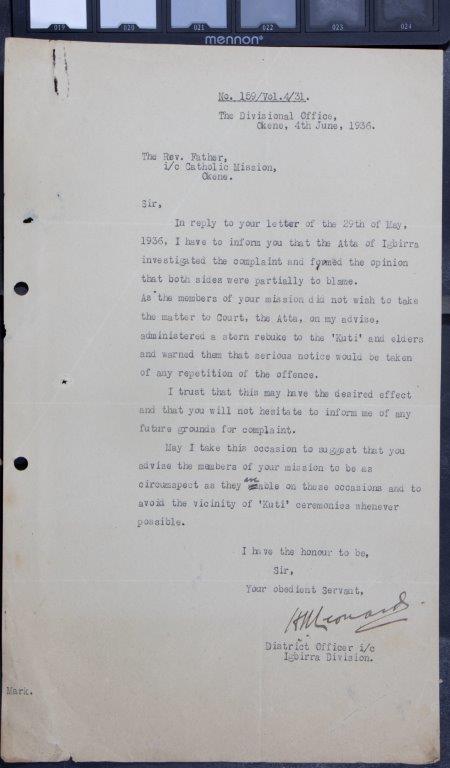 019 020 021 022 023 024
mennon
No. 159/Vol.4/31.
The Divisional Office,
Okene, 4th June, 1936.
The Rev. Father,
i/c Catholic Mission,
Okene.
Sir,
In reply to your letter of the 29th of May,
1936, I have to inform you that the Atta of Igbirra
investigated the complaint and formed the opinion
that both sides were partially to blame.
As the members of your mission did not wish to take
the matter to Court, the Atta, on my advise,
administered a stern rebuke to the 'Kuti' and elders
and warned them that serious notice would be taken
of any repetition of the offence.
I trust that this may have the desired effect
and that you will not hesitate to inform me of any
future grounds for complaint.
May I take this occasion to suggest that you
advise the members of your mission to be as
circumspect as they are able on these occasions and to
avoid the vicinity of 'Kuti' ceremonies whenever
possible.
I have the honour to be,
Sir,
Your obedient Servant,
Leonard.
District Officer i/c
Igbirra Division.
Mark.